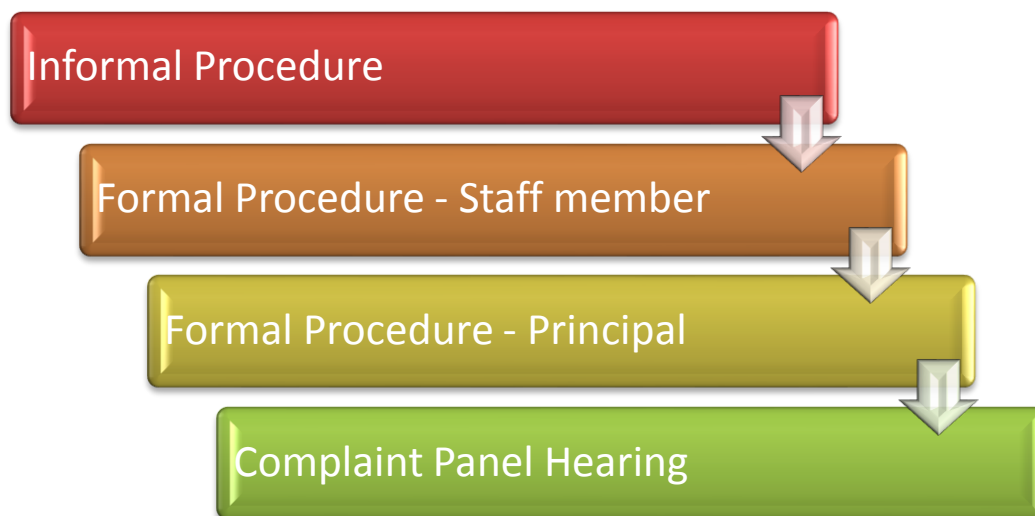 Informal Procedure
Formal Procedure - Staff member
Formal Procedure - Principal
Complaint Panel Hearing